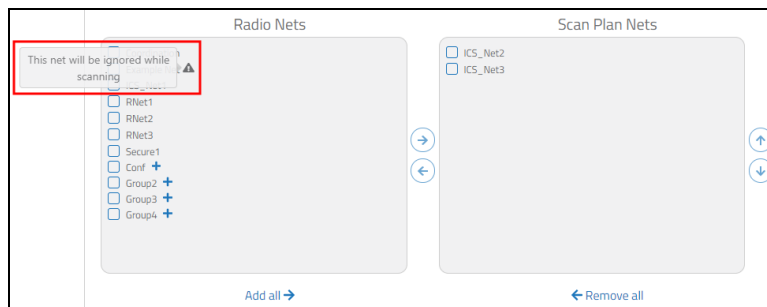 Radio Nets
Scan Plan Nets
This net will be ignored while
scanning
RNet1
RNet2
RNet3
Secure1
Conf +
Group2 +
Group3 +
Group4 +
ICS_Net2
ICS_Net3
Add all →
← Remove all